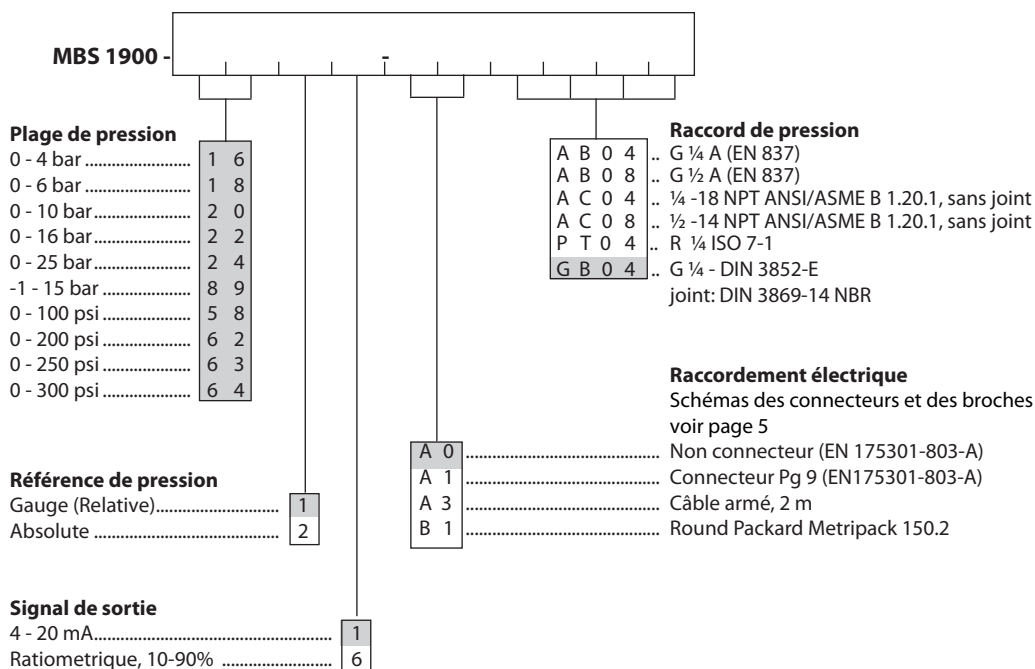 MBS 1900 -
-
Plage de pression
0 - 4 bar ...................... 1 6
0 - 6 bar ...................... 1 8
0 - 10 bar .................... 2 0
0 - 16 bar .................... 2 2
0 - 25 bar .................... 2 4
-1 - 15 bar .................... 8 9
0 - 100 psi .................. 5 8
0 - 200 psi .................. 6 2
0 - 250 psi .................. 6 3
0 - 300 psi .................. 6 4
Référence de pression
Gauge (Relative)............................ 1
Absolute .......................................... 2
Signal de sortie
4 - 20 mA...................................................... 1
Ratiometrique, 10-90% ......................... 6
Raccord de pression
A B 0 4 .. G ¼ A (EN 837)
A B 0 8 .. G ½ A (EN 837)
A C 0 4 .. ¼ -18 NPT ANSI/ASME B 1.20.1, sans joint
A C 0 8 .. ½ -14 NPT ANSI/ASME B 1.20.1, sans joint
P T 0 4 .. R ¼ ISO 7-1
G B 0 4 .. G ¼ - DIN 3852-E
joint: DIN 3869-14 NBR
Raccordement électrique
Schémas des connecteurs et des broches
voir page 5
A 0 ............................................ Non connecteur (EN 175301-803-A)
A 1 ............................................ Connecteur Pg 9 (EN175301-803-A)
A 3 ............................................ Câble armé, 2 m
B 1 ............................................ Round Packard Metripack 150.2